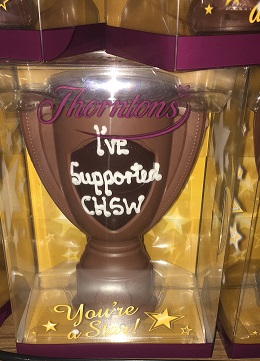 Thorntons
I've
Supported
CHSW
You're
a Star!